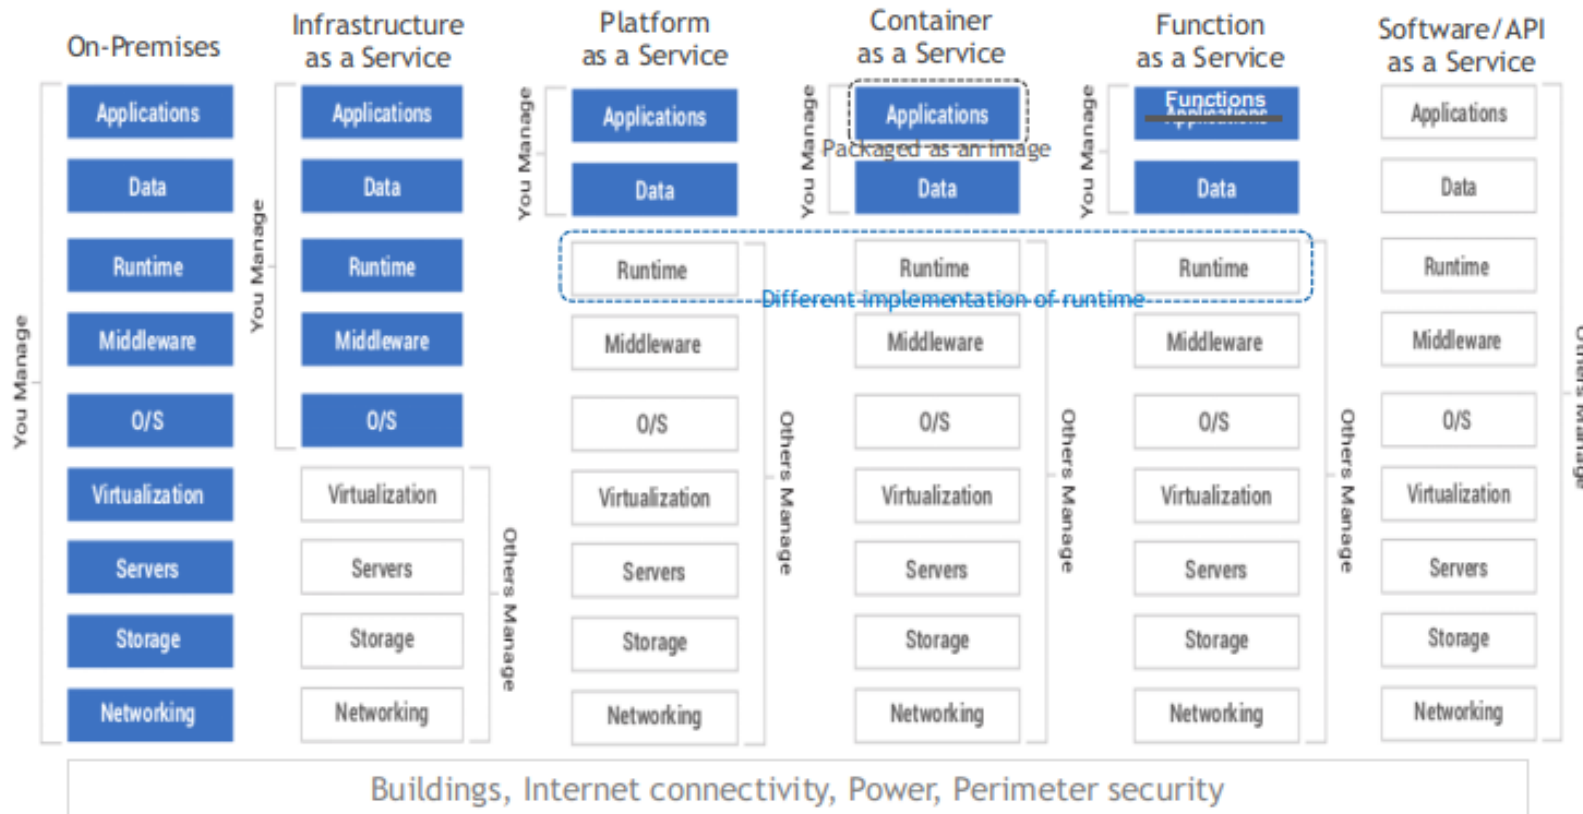 On-Premises
Infrastructure
as a Service
Platform
as a Service
Container
as a Service
Function
as a Service
Software/API
as a Service
You Manage
Applications
Data
Runtime
Middleware
O/S
Virtualization
Servers
Storage
Networking
You Manage
Applications
Data
Runtime
Middleware
O/S
Virtualization
Servers
Storage
Networking
Others Manage
You Manage
Applications
Data
Runtime
Middleware
O/S
Virtualization
Servers
Storage
Networking
Others Manage
You Manage
Applications
Packaged as an image
Data
Runtime
Different implementation of runtime
Middleware
O/S
Virtualization
Servers
Storage
Networking
Others Manage
You Manage
Functions
Applications
Data
Runtime
Middleware
O/S
Virtualization
Servers
Storage
Networking
Others Manage
Applications
Data
Runtime
Middleware
O/S
Virtualization
Servers
Storage
Networking
Others Manage
Buildings, Internet connectivity, Power, Perimeter security